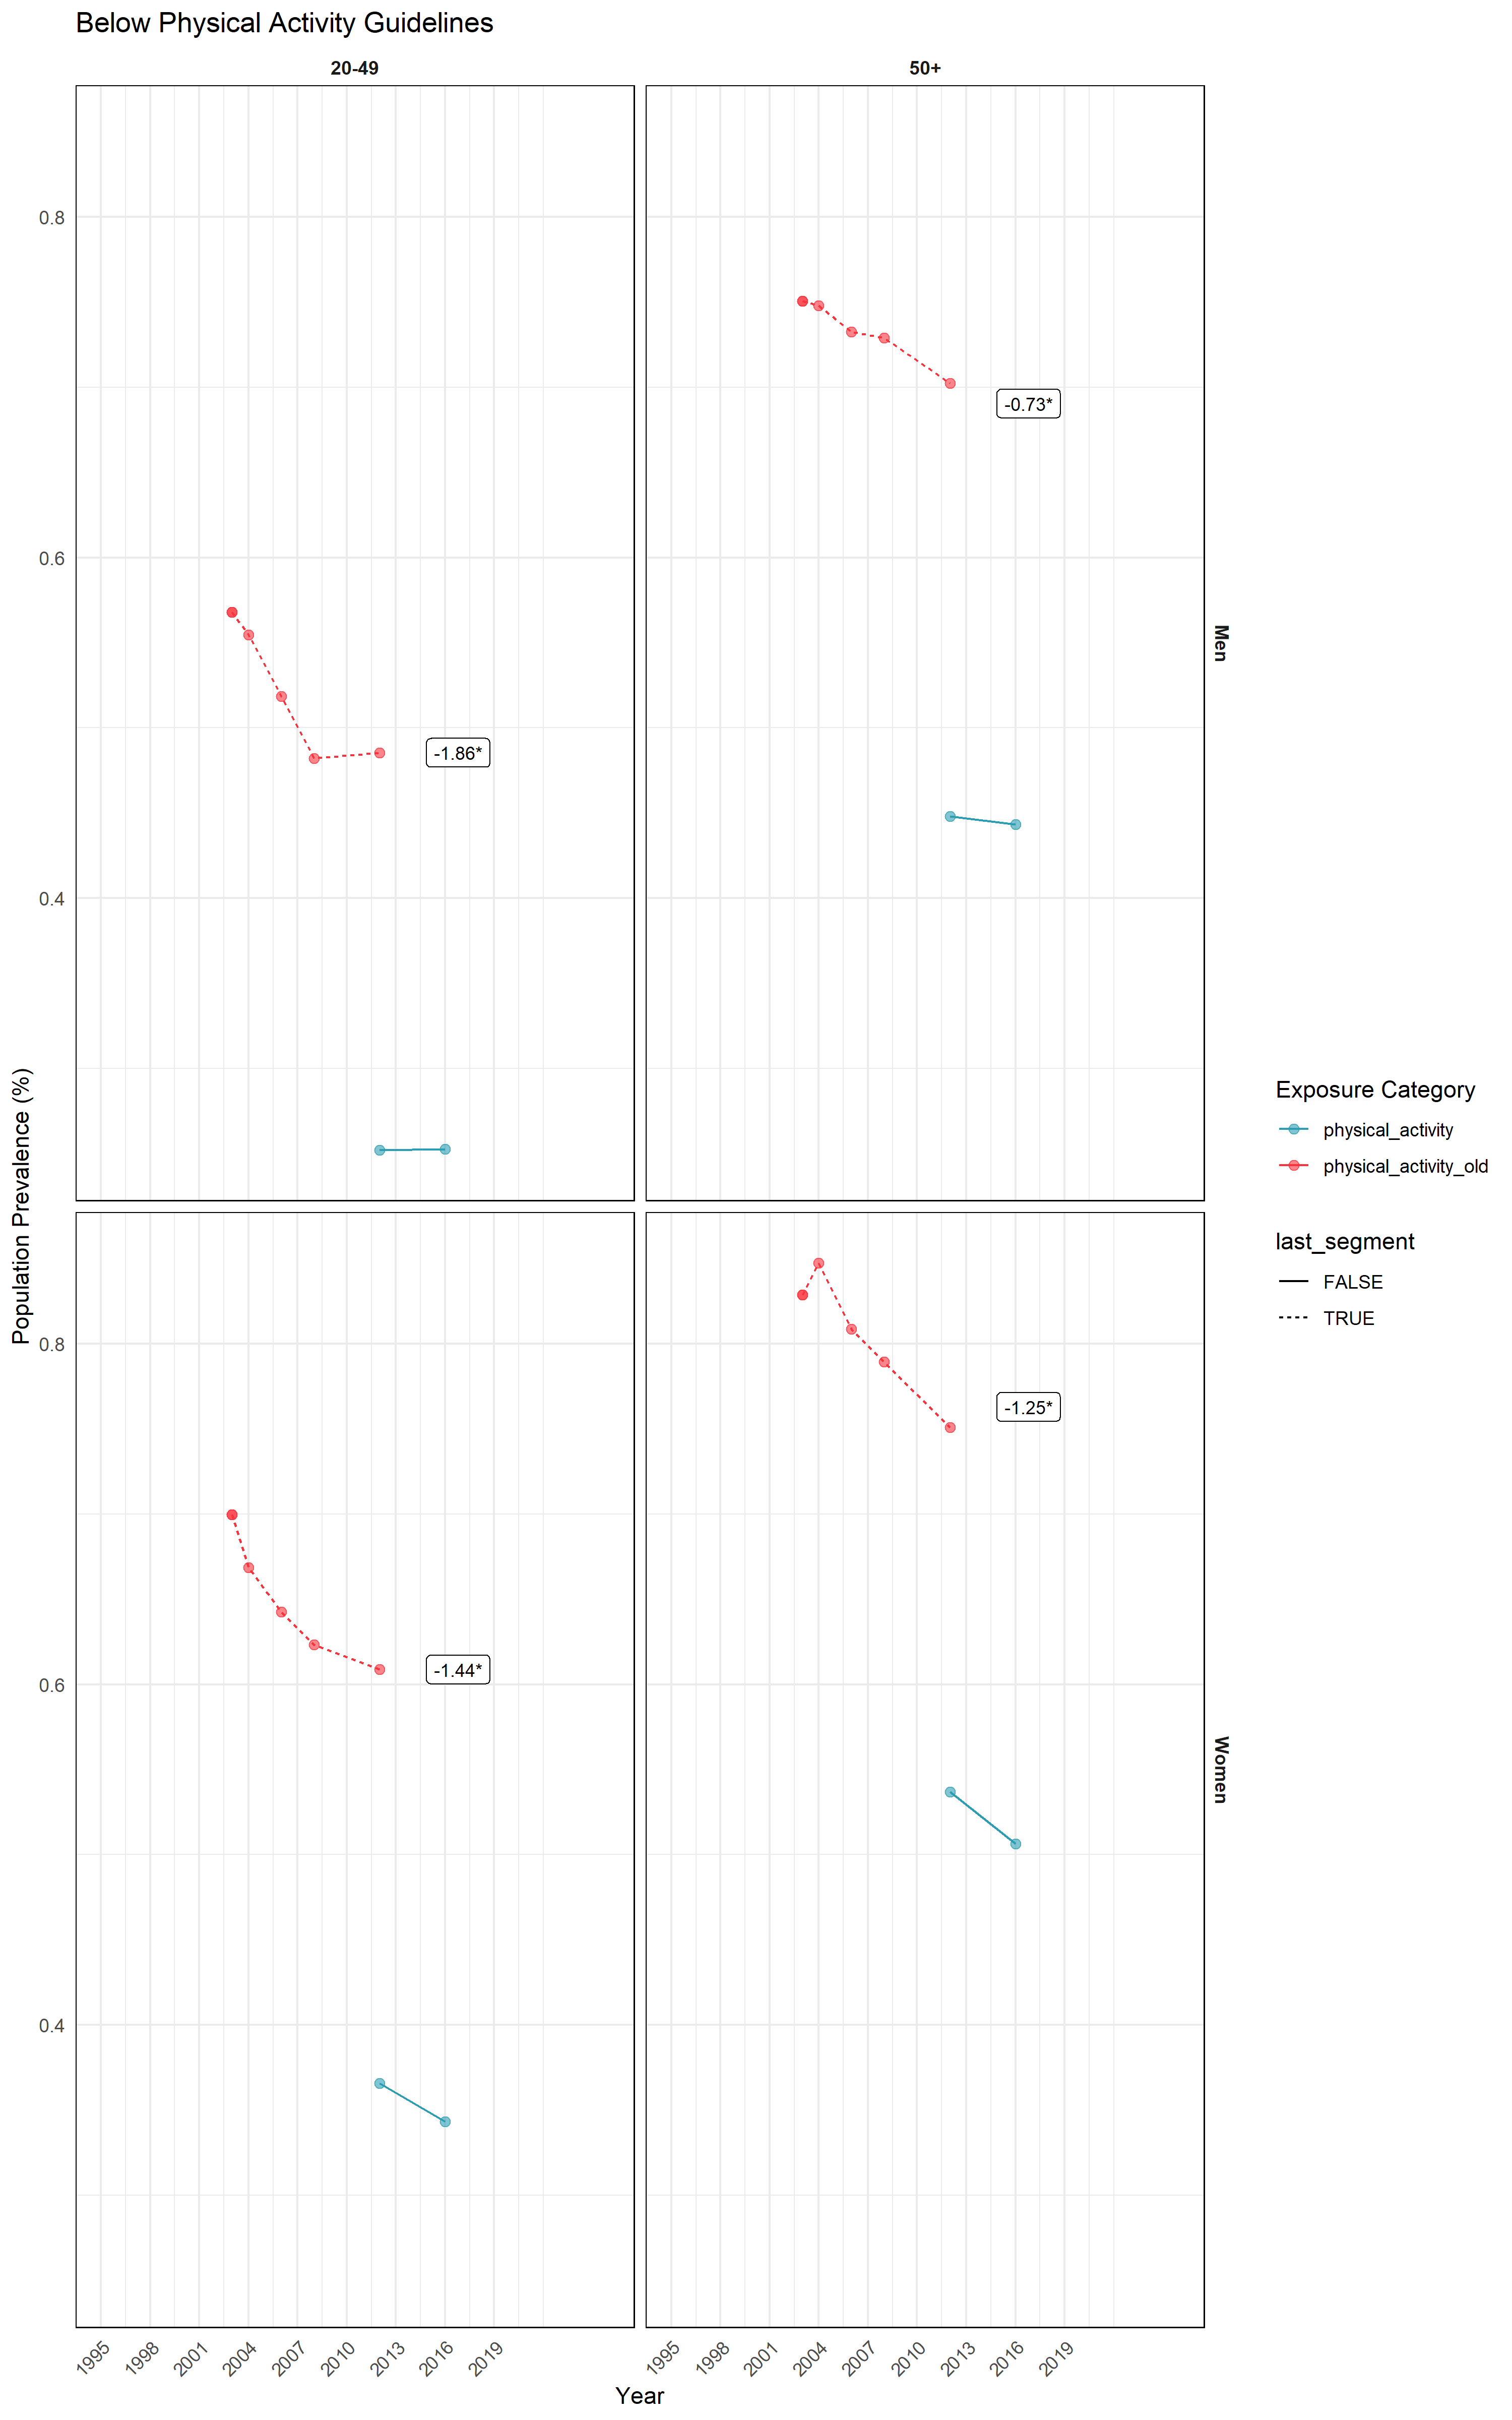 Below Physical Activity Guidelines
20-49
50+
0.8
0.6
0.4
-1.86*
-0.73*
Men
0.8
0.6
0.4
-1.44*
-1.25*
Women
Population Prevalence (%)
1995
1998
2001
2004
2007
2010
2013
2016
2019
1995
1998
2001
2004
2007
2010
2013
2016
2019
Year
Exposure Category
physical_activity
physical_activity_old
last_segment
FALSE
TRUE